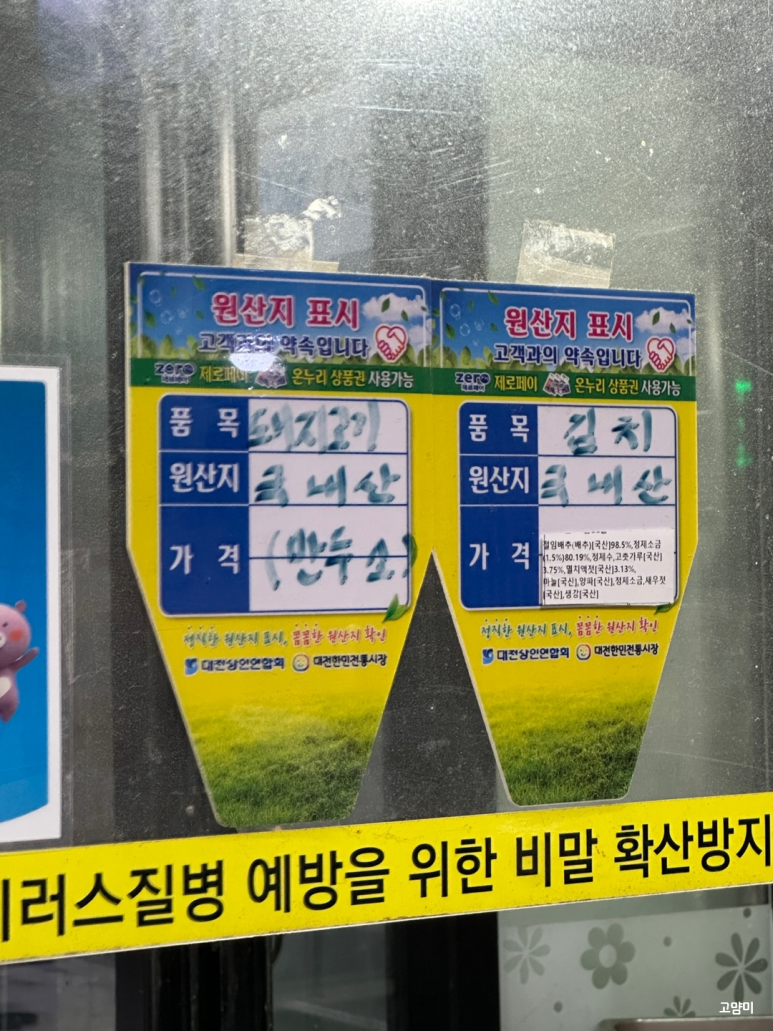 원산지 표시
고객과의 약속입니다
zero 제로페이 제로페이 온누리 상품권 사용가능
품 목 돼지고기
원산지 국내산
가 격 (만두소)
정직한 원산지 표시, 꼼꼼한 원산지 확인
대전상인연합회 대전한민전통시장
원산지 표시
고객과의 약속입니다
zero 제로페이 제로페이 온누리 상품권 사용가능
품 목 김치
원산지 국내산
가 격
절임배추(배추)[국산]98.5%,정제소금
(1.5%)80.19%,정제수,고춧가루[국산]
3.75%,멸치액젓[국산]3.13%,
마늘[국산],양파[국산],정제소금,새우젓
[국산],생강[국산]
정직한 원산지 표시, 꼼꼼한 원산지 확인
대전상인연합회 대전한민전통시장
러스질병 예방을 위한 비말 확산방지
고먐미